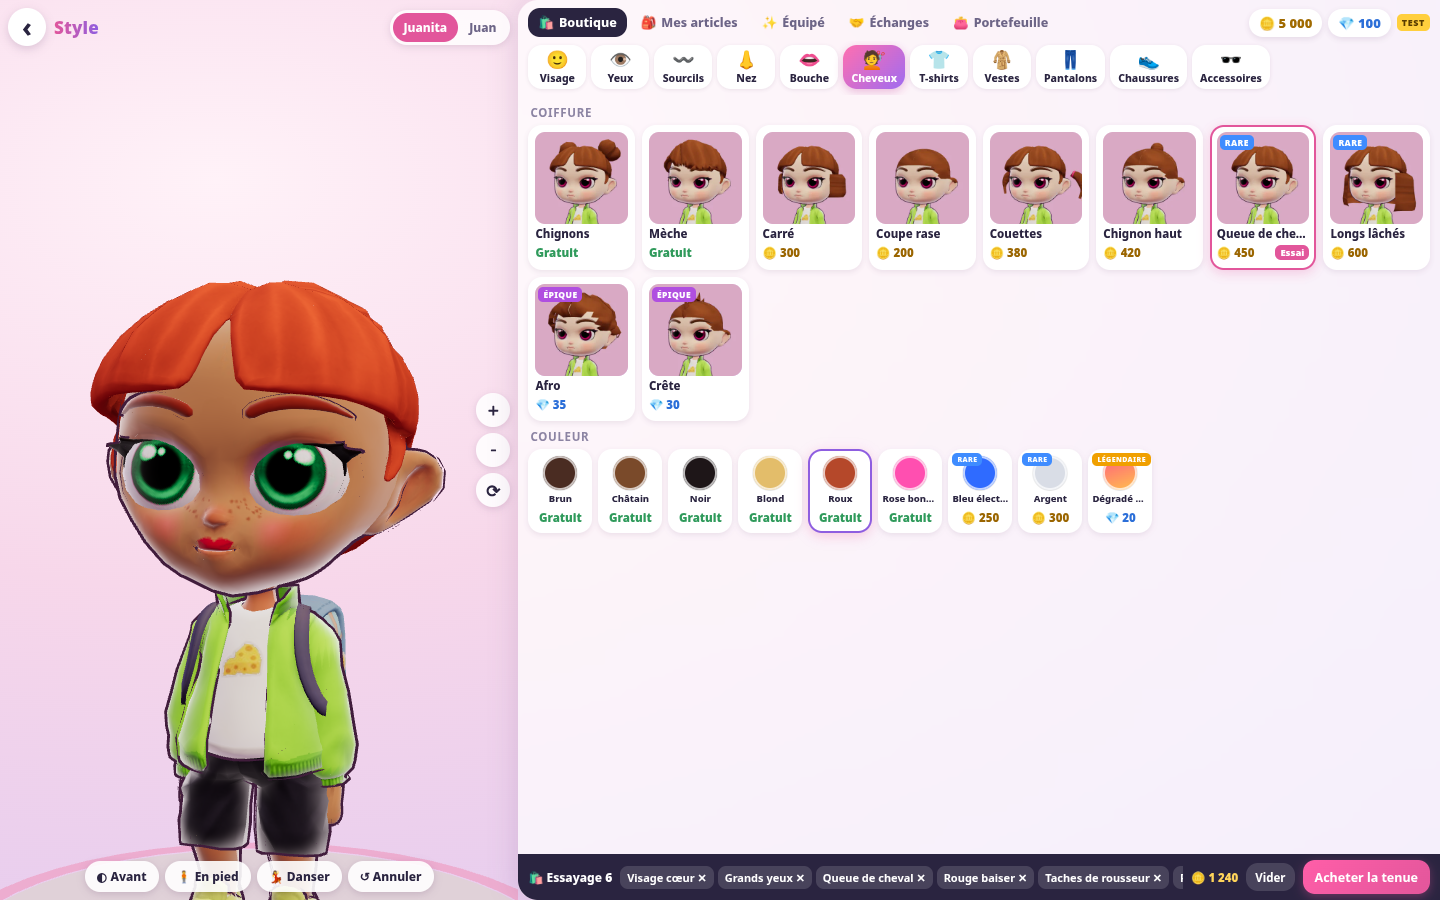 ‹ Style
Juanita Juan
Boutique Mes articles Équipé Échanges Portefeuille 5 000 100 TEST
Visage Yeux Sourcils Nez Bouche Cheveux T-shirts Vestes Pantalons Chaussures Accessoires
COIFFURE
RARE RARE
Chignons Mèche Carré Coupe rase Couettes Chignon haut Queue de che... Longs lâchés
Gratuit Gratuit 300 200 380 420 450 Essai 600
ÉPIQUE ÉPIQUE
Afro Crête
35 30
+
-
COULEUR
RARE RARE LÉGENDAIRE
Brun Châtain Noir Blond Roux Rose bon... Bleu élect... Argent Dégradé ...
Gratuit Gratuit Gratuit Gratuit Gratuit Gratuit 250 300 20
Avant En pied Danser Annuler
Essayage 6 Visage cœur ✕ Grands yeux ✕ Queue de cheval ✕ Rouge baiser ✕ Taches de rousseur ✕ 1 240 Vider Acheter la tenue